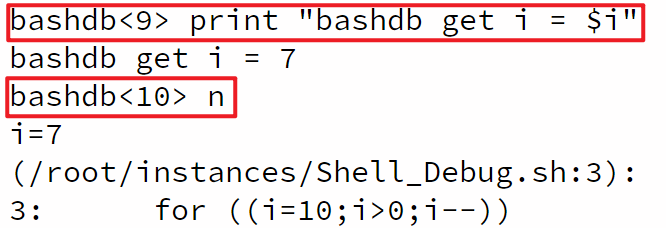 bashdb<9> print "bashdb get i = $i"
bashdb get i = 7
bashdb<10> n
i=7
(/root/instances/Shell_Debug.sh:3):
3:      for ((i=10;i>0;i--))